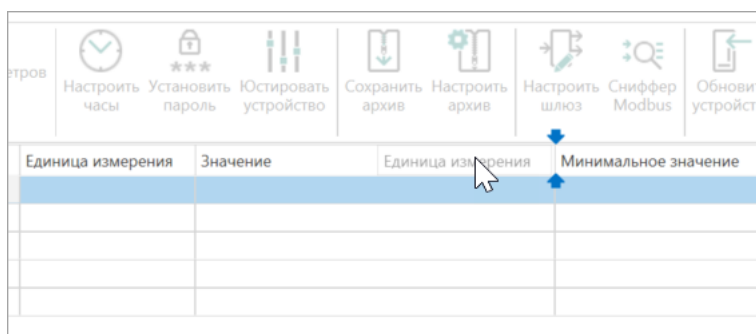 етров
Настроить
часы
Установить
пароль
Юстировать
устройство
Сохранить
архив
Настроить
архив
Настроить
шлюз
Сниффер
Modbus
Обновит
устройст
Единица измерения
Значение
Единица измерения
Минимальное значение